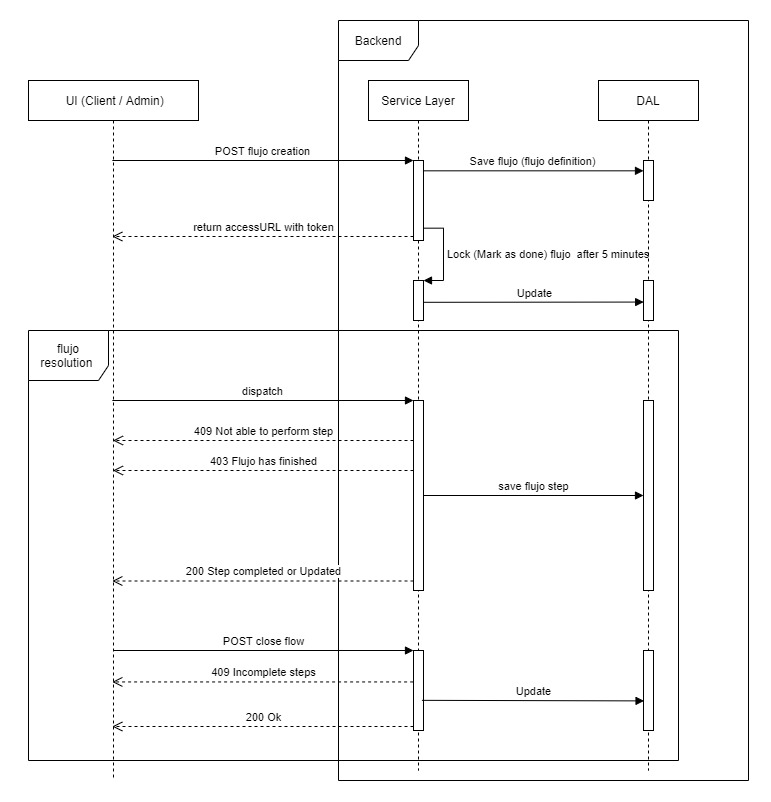 Backend
UI (Client / Admin)
Service Layer
DAL
POST flujo creation
Save flujo (flujo definition)
return accessURL with token
Lock (Mark as done) flujo  after 5 minutes
Update
flujo
resolution
dispatch
409 Not able to perform step
403 Flujo has finished
save flujo step
200 Step completed or Updated
POST close flow
409 Incomplete steps
Update
200 Ok